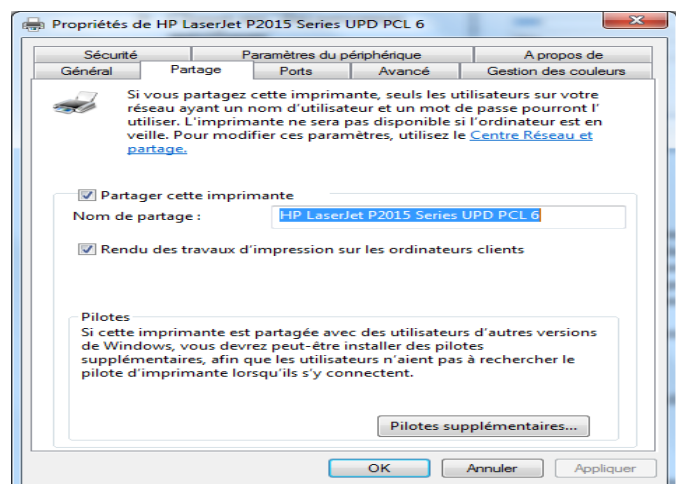 Propriétés de HP LaserJet P2015 Series UPD PCL 6
Sécurité Paramètres du périphérique A propos de
Général Partage Ports Avancé Gestion des couleurs
Si vous partagez cette imprimante, seuls les utilisateurs sur votre
réseau ayant un nom d'utilisateur et un mot de passe pourront l'
utiliser. L'imprimante ne sera pas disponible si l'ordinateur est en
veille. Pour modifier ces paramètres, utilisez le Centre Réseau et
partage.
Partager cette imprimante
Nom de partage : HP LaserJet P2015 Series UPD PCL 6
Rendu des travaux d'impression sur les ordinateurs clients
Pilotes
Si cette imprimante est partagée avec des utilisateurs d'autres versions
de Windows, vous devrez peut-être installer des pilotes
supplémentaires, afin que les utilisateurs n'aient pas à rechercher le
pilote d'imprimante lorsqu'ils s'y connectent.
Pilotes supplémentaires...
OK Annuler Appliquer